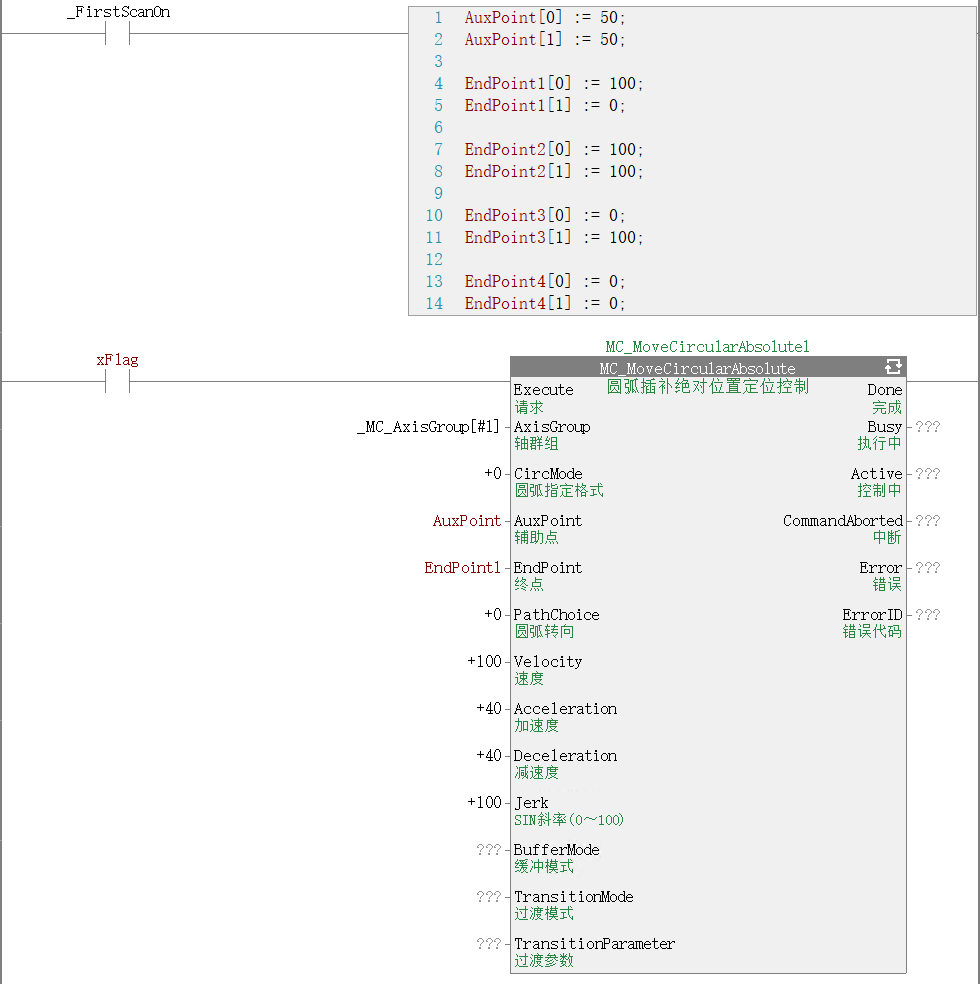 _FirstScanOn
1 AuxPoint[0] := 50;
2 AuxPoint[1] := 50;
3
4 EndPoint1[0] := 100;
5 EndPoint1[1] := 0;
6
7 EndPoint2[0] := 100;
8 EndPoint2[1] := 100;
9
10 EndPoint3[0] := 0;
11 EndPoint3[1] := 100;
12
13 EndPoint4[0] := 0;
14 EndPoint4[1] := 0;
xFlag
MC_MoveCircularAbsolute1
MC_MoveCircularAbsolute
圆弧插补绝对位置定位控制
Execute Done
请求 完成
_MC_AxisGroup[#1] AxisGroup Busy ???
轴群组 执行中
+0 CircMode Active ???
圆弧指定格式 控制中
AuxPoint AuxPoint CommandAborted ???
辅助点 中断
EndPoint1 EndPoint Error ???
终点 错误
+0 PathChoice ErrorID ???
圆弧转向 错误代码
+100 Velocity
速度
+40 Acceleration
加速度
+40 Deceleration
减速度
+100 Jerk
SIN斜率(0～100)
??? BufferMode
缓冲模式
??? TransitionMode
过渡模式
??? TransitionParameter
过渡参数